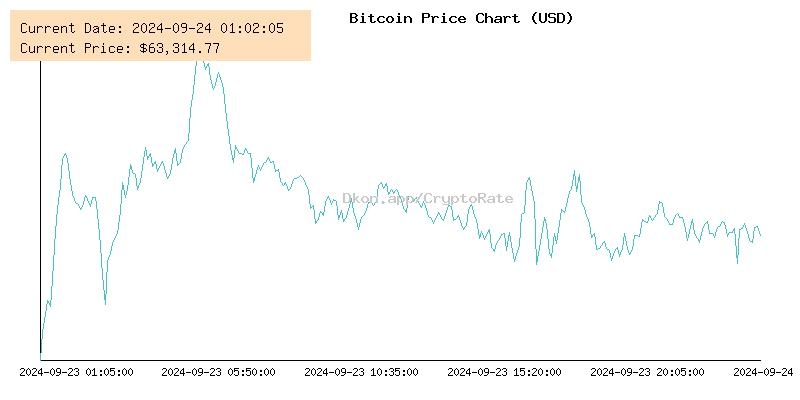 Bitcoin Price Chart (USD)
Current Date: 2024-09-24 01:02:05
Current Price: $63,314.77
Dkon.app/CryptoRate
2024-09-23 01:05:00 2024-09-23 05:50:00 2024-09-23 10:35:00 2024-09-23 15:20:00 2024-09-23 20:05:00 2024-09-24